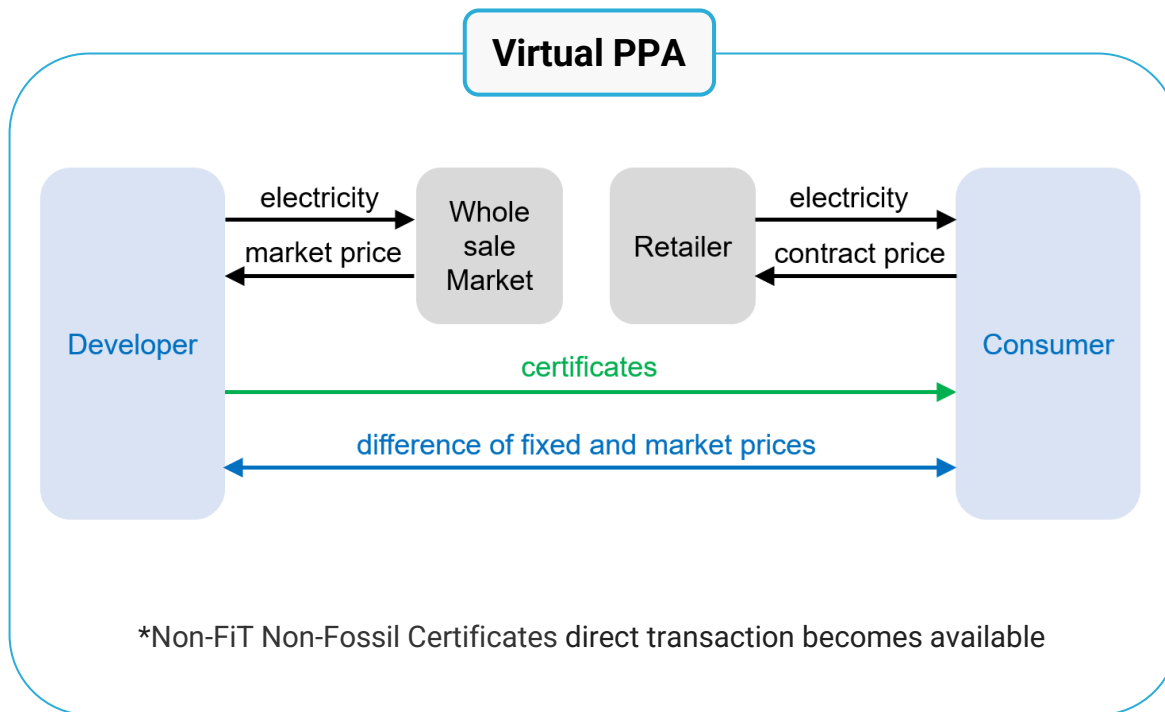 Virtual PPA
electricity
market price
Whole
sale
Market
Retailer
electricity
contract price
Developer
Consumer
certificates
difference of fixed and market prices
*Non-FiT Non-Fossil Certificates direct transaction becomes available